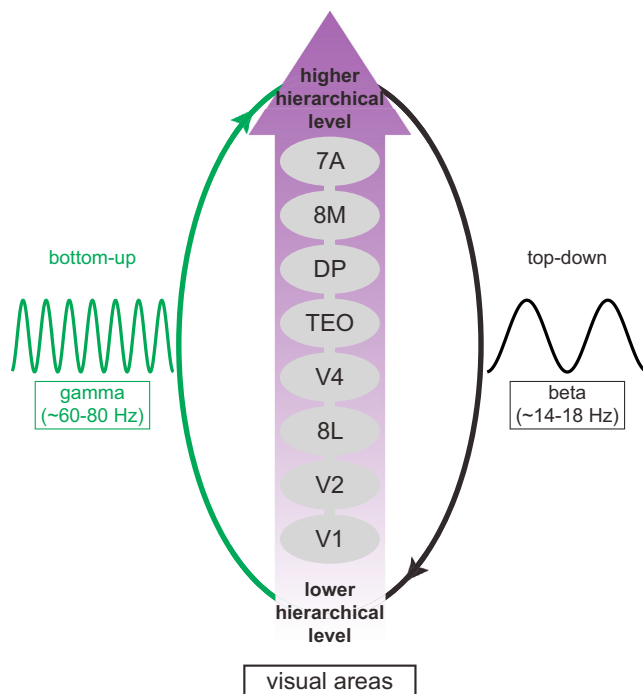 higher
hierarchical
level
7A
8M
DP
TEO
V4
8L
V2
V1
lower
hierarchical
level
bottom-up
gamma
(~60-80 Hz)
top-down
beta
(~14-18 Hz)
visual areas